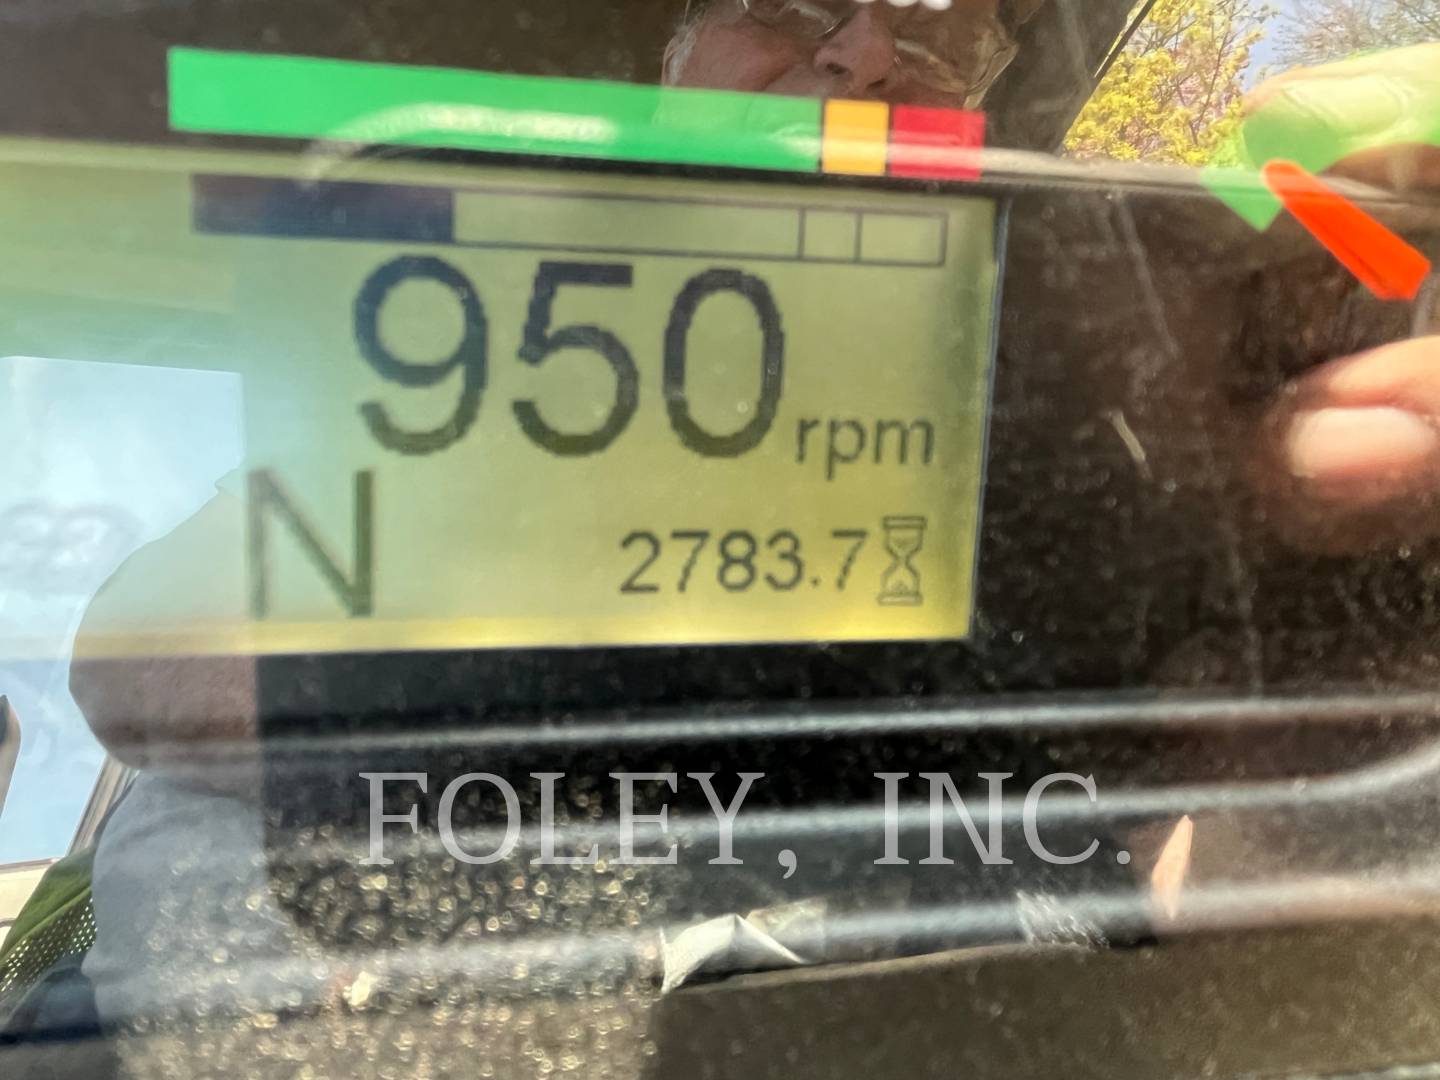 950 rpm
N
2783.7
FOLEY, INC.